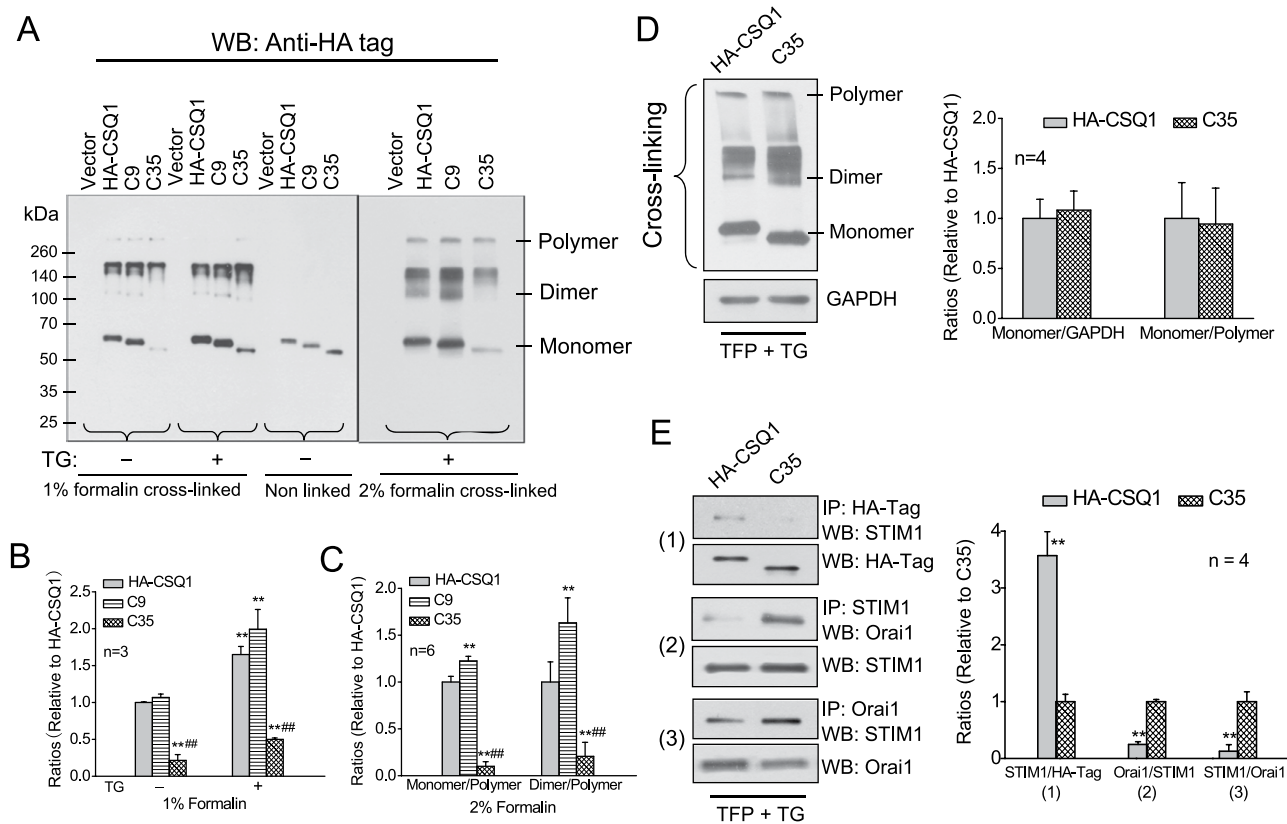 A
WB: Anti-HA tag
Vector
HA-CSQ1
C9
C35
Vector
HA-CSQ1
C9
C35
Vector
HA-CSQ1
C9
C35
Vector
HA-CSQ1
C9
C35
kDa
260
140
100
70
50
35
25
Polymer
Dimer
Monomer
TG: – + – +
1% formalin cross-linked Non linked 2% formalin cross-linked
B
Ratios (Relative to HA-CSQ1)
HA-CSQ1
C9
C35
n=3
2.5
2.0
1.5
1.0
0.5
0.0
**##
**
**
**##
TG – +
1% Formalin
C
Ratios (Relative to HA-CSQ1)
HA-CSQ1
C9
C35
n=6
2.0
1.5
1.0
0.5
0.0
**
**##
**
**##
Monomer/Polymer Dimer/Polymer
2% Formalin
D
HA-CSQ1
C35
Cross-linking
Polymer
Dimer
Monomer
GAPDH
TFP + TG
Ratios (Relative to HA-CSQ1)
HA-CSQ1 C35
n=4
2.0
1.5
1.0
0.5
0.0
Monomer/GAPDH Monomer/Polymer
E
HA-CSQ1
C35
(1)
IP: HA-Tag
WB: STIM1
WB: HA-Tag
(2)
IP: STIM1
WB: Orai1
WB: STIM1
(3)
IP: Orai1
WB: STIM1
WB: Orai1
TFP + TG
Ratios (Relative to C35)
HA-CSQ1 C35
n = 4
4
3
2
1
0
**
**
**
STIM1/HA-Tag Orai1/STIM1 STIM1/Orai1
(1) (2) (3)